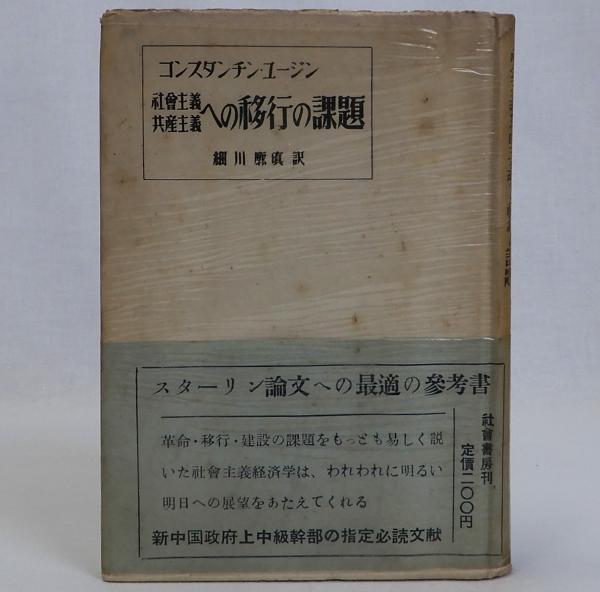 コンスタンチン・ユージン
社會主義
共産主義
への移行の課題
細川廓真訳
スターリン論文への最適の參考書
革命・移行・建設の課題をもっとも易しく説
いた社會主義経済学は、われわれに明るい
明日への展望をあたえてくれる
新中国政府上中級幹部の指定必読文献
社會書房刊
定價二〇〇円